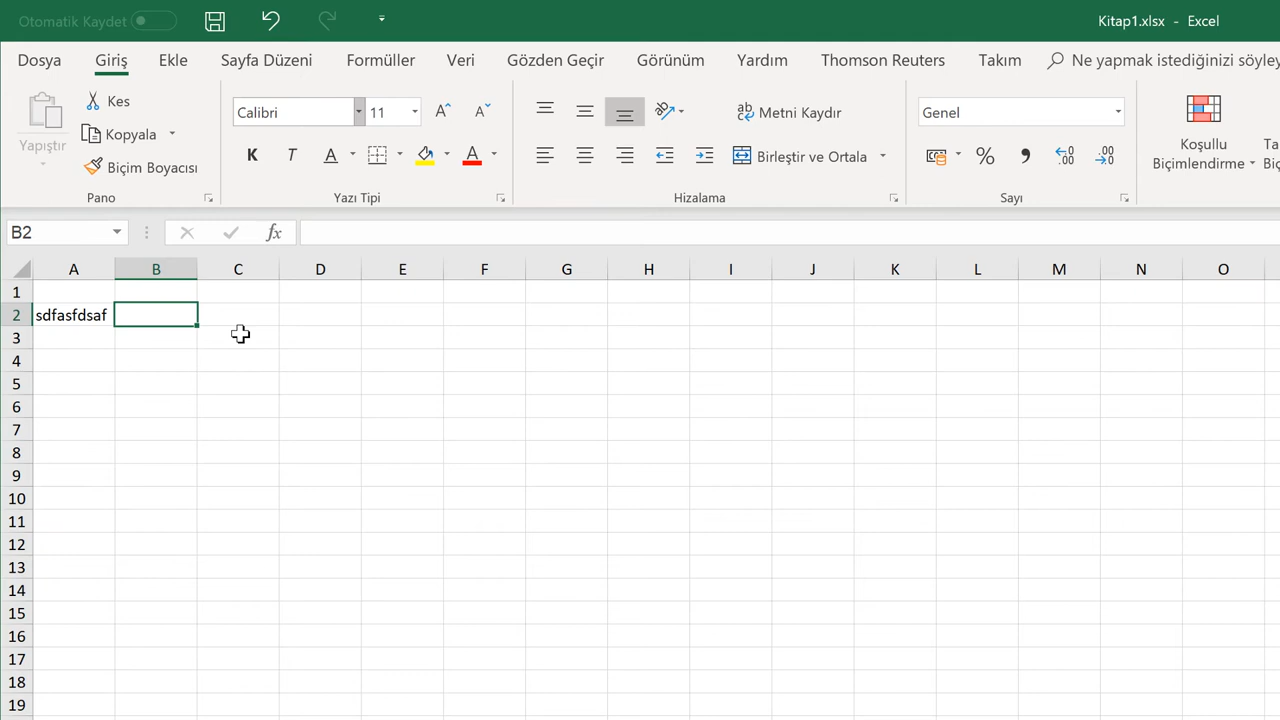 Otomatik Kaydet
Kitap1.xlsx - Excel
Dosya Giriş Ekle Sayfa Düzeni Formüller Veri Gözden Geçir Görünüm Yardım Thomson Reuters Takım Ne yapmak istediğinizi söyley
Yapıştır
Kes
Kopyala
Biçim Boyacısı
Pano
Calibri 11
K T A A
Yazı Tipi
Metni Kaydır
Birleştir ve Ortala
Hizalama
Genel
% , ,00 ,0
Sayı
Koşullu
Biçimlendirme
Ta
Biç
B2 fx
A B C D E F G H I J K L M N O
1
2 sdfasfdsaf
3
4
5
6
7
8
9
10
11
12
13
14
15
16
17
18
19